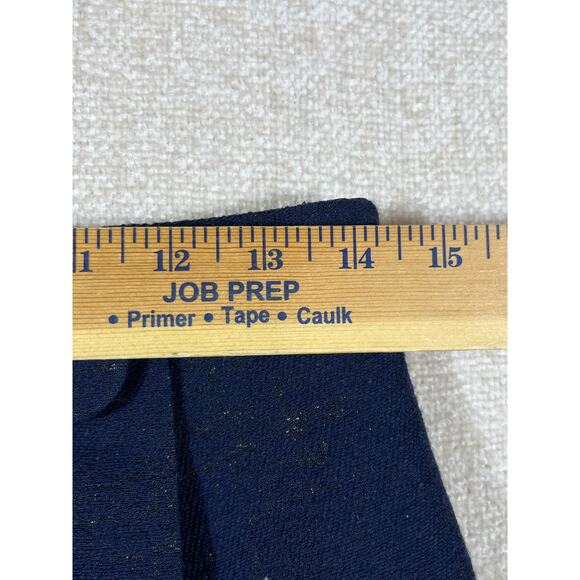 11 12 13 14 15
JOB PREP
• Primer • Tape • Caulk